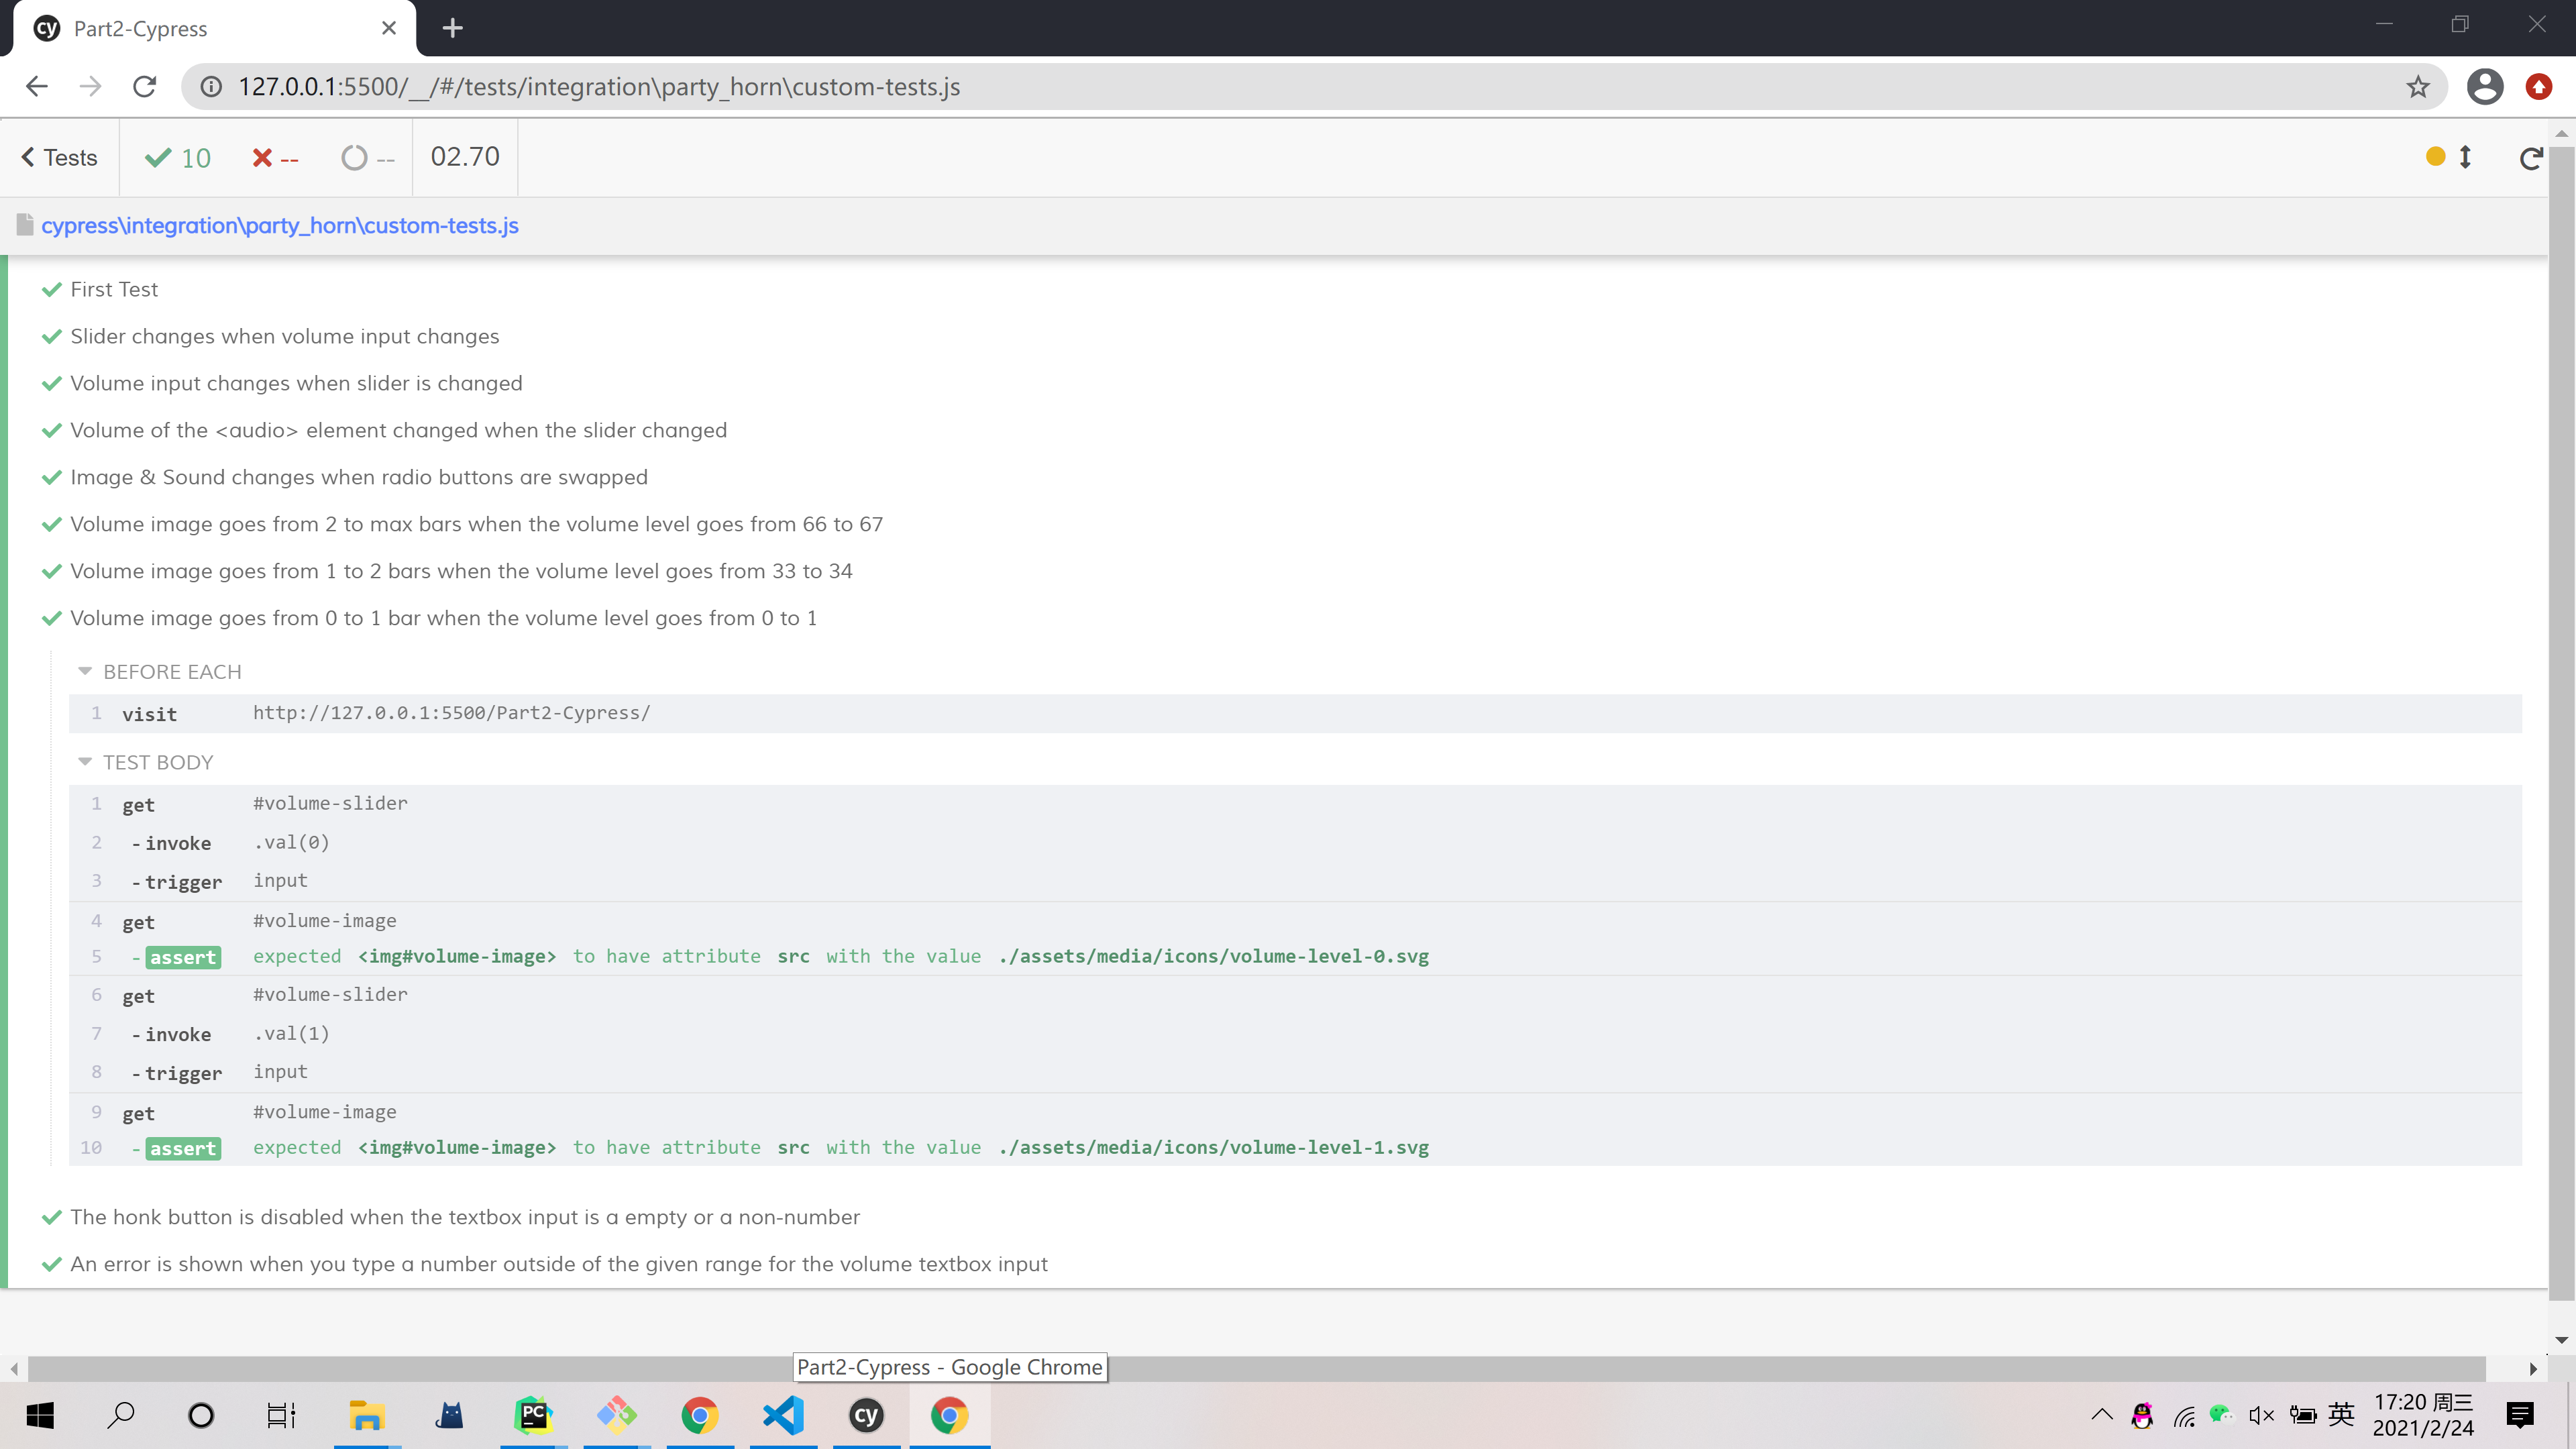 cy Part2-Cypress
127.0.0.1:5500/__/#/tests/integration\party_horn\custom-tests.js
Tests 10 -- -- 02.70
cypress\integration\party_horn\custom-tests.js
First Test
Slider changes when volume input changes
Volume input changes when slider is changed
Volume of the <audio> element changed when the slider changed
Image & Sound changes when radio buttons are swapped
Volume image goes from 2 to max bars when the volume level goes from 66 to 67
Volume image goes from 1 to 2 bars when the volume level goes from 33 to 34
Volume image goes from 0 to 1 bar when the volume level goes from 0 to 1
BEFORE EACH
1 visit http://127.0.0.1:5500/Part2-Cypress/
TEST BODY
1 get #volume-slider
2 -invoke .val(0)
3 -trigger input
4 get #volume-image
5 -assert expected <img#volume-image> to have attribute src with the value ./assets/media/icons/volume-level-0.svg
6 get #volume-slider
7 -invoke .val(1)
8 -trigger input
9 get #volume-image
10 -assert expected <img#volume-image> to have attribute src with the value ./assets/media/icons/volume-level-1.svg
The honk button is disabled when the textbox input is a empty or a non-number
An error is shown when you type a number outside of the given range for the volume textbox input
Part2-Cypress - Google Chrome
PC cy 英 17:20 周三
2021/2/24